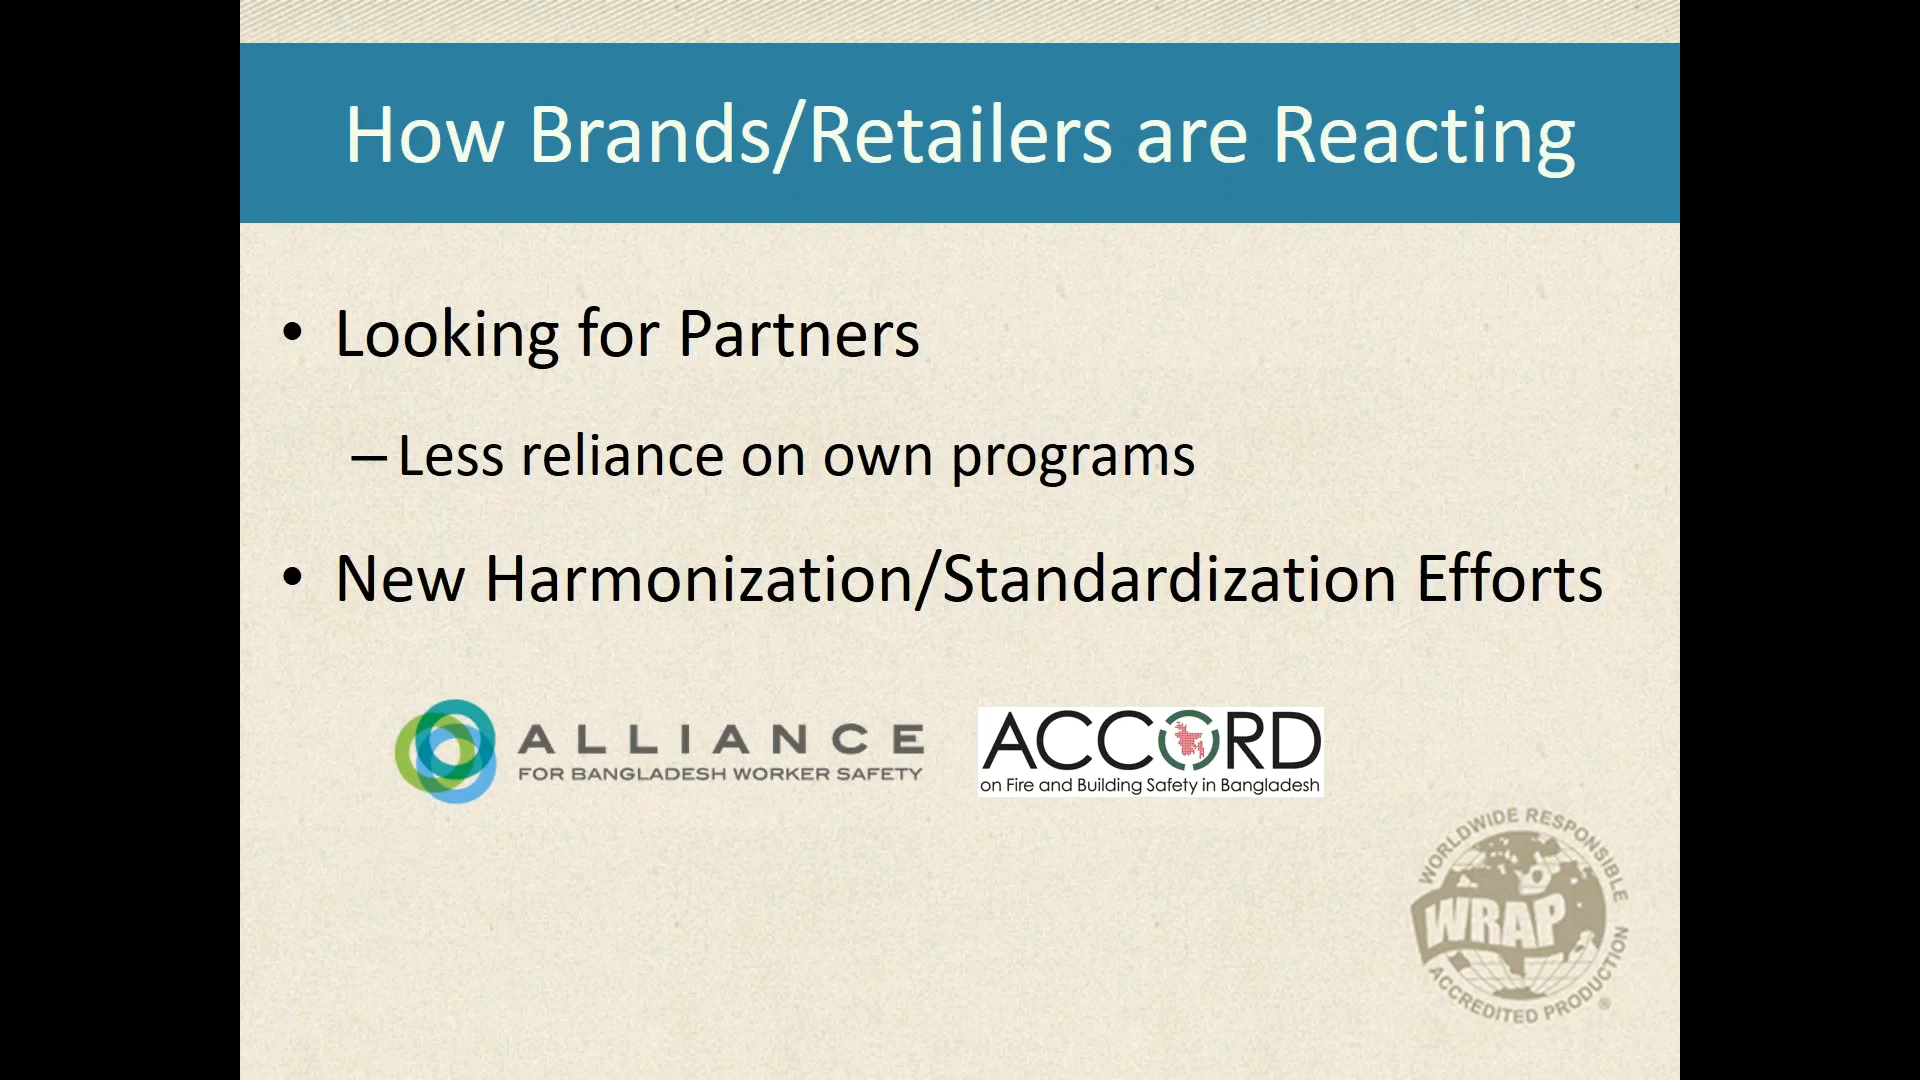 How Brands/Retailers are Reacting
• Looking for Partners
– Less reliance on own programs
• New Harmonization/Standardization Efforts
ALLIANCE
FOR BANGLADESH WORKER SAFETY
ACCORD
on Fire and Building Safety in Bangladesh
WORLDWIDE RESPONSIBLE
WRAP
ACCREDITED PRODUCTION
®